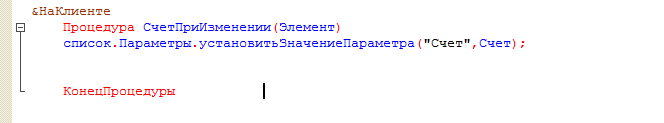 &НаКлиенте
Процедура СчетПриИзменении(Элемент)
список.Параметры.установитьЗначениеПараметра("Счет",Счет);
КонецПроцедуры